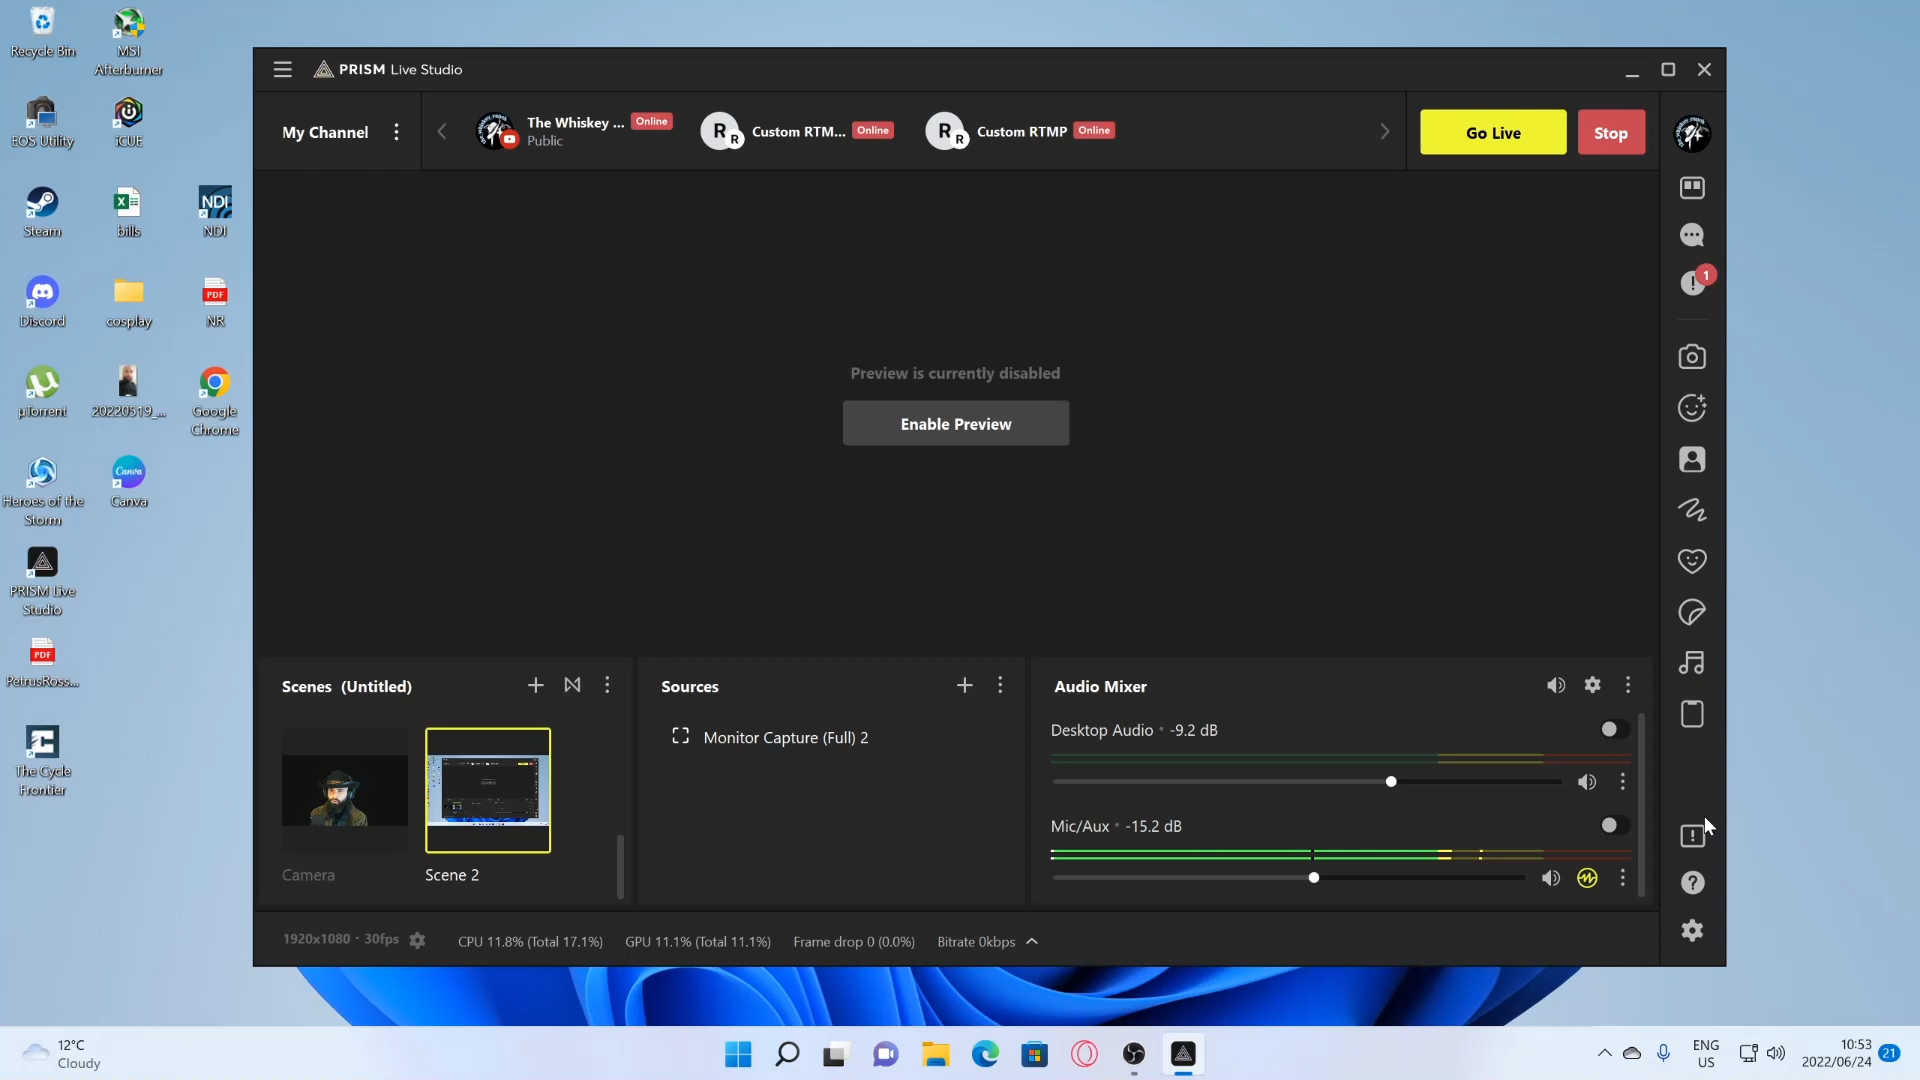 Recycle Bin
MSI
Afterburner
EOS Utility
iCUE
Steam
bills
NDI
NDI
Discord
cosplay
PDF
NR
µTorrent
20220519_...
Google
Chrome
Heroes of the
Storm
Canva
Canva
PRISM Live
Studio
PDF
PetrusRoss...
The Cycle
Frontier
PRISM Live Studio
My Channel
The Whiskey ... Online
Public
R R Custom RTM... Online
R R Custom RTMP Online
Go Live
Stop
1
Preview is currently disabled
Enable Preview
Scenes (Untitled)
Camera
Scene 2
Sources
Monitor Capture (Full) 2
Audio Mixer
Desktop Audio • -9.2 dB
Mic/Aux • -15.2 dB
1920x1080 • 30fps
CPU 11.8% (Total 17.1%)
GPU 11.1% (Total 11.1%)
Frame drop 0 (0.0%)
Bitrate 0kbps
12°C
Cloudy
ENG
US
10:53
2022/06/24
21